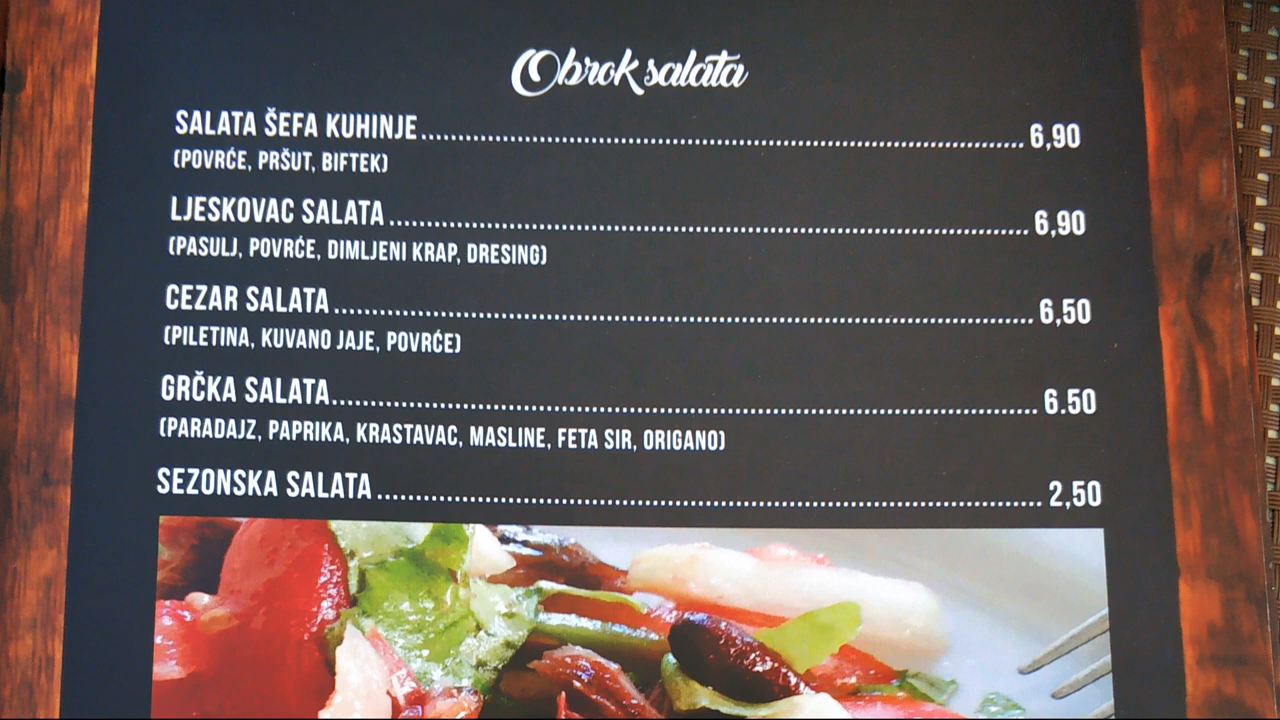 Obrok salata
SALATA ŠEFA KUHINJE........................................6,90
(POVRĆE, PRŠUT, BIFTEK)
LJESKOVAC SALATA........................................6,90
(PASULJ, POVRĆE, DIMLJENI KRAP, DRESING)
CEZAR SALATA........................................6,50
(PILETINA, KUVANO JAJE, POVRĆE)
GRČKA SALATA........................................6.50
(PARADAJZ, PAPRIKA, KRASTAVAC, MASLINE, FETA SIR, ORIGANO)
SEZONSKA SALATA........................................2,50